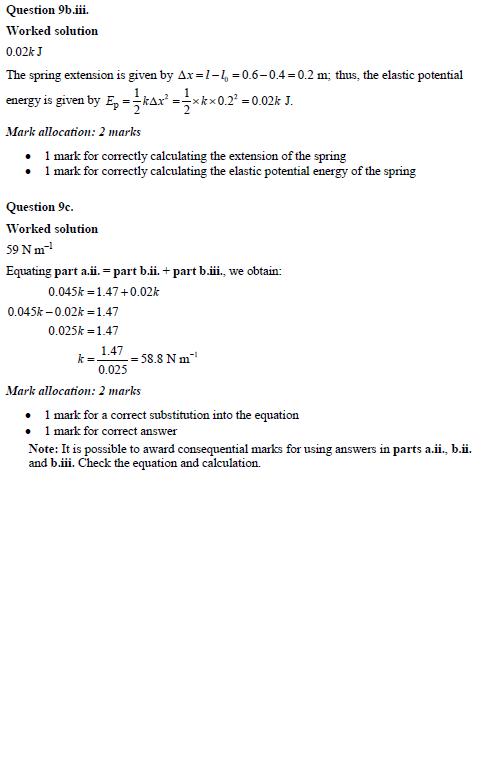 Question 9b.iii.
Worked solution
0.02k J
The spring extension is given by Δx = l − l₀ = 0.6 − 0.4 = 0.2 m; thus, the elastic potential
energy is given by Eₚ = 1/2 kΔx² = 1/2 × k × 0.2² = 0.02k J.
Mark allocation: 2 marks
• 1 mark for correctly calculating the extension of the spring
• 1 mark for correctly calculating the elastic potential energy of the spring
Question 9c.
Worked solution
59 N m⁻¹
Equating part a.ii. = part b.ii. + part b.iii., we obtain:
0.045k = 1.47 + 0.02k
0.045k − 0.02k = 1.47
0.025k = 1.47
k = 1.47/0.025 = 58.8 N m⁻¹
Mark allocation: 2 marks
• 1 mark for a correct substitution into the equation
• 1 mark for correct answer
Note: It is possible to award consequential marks for using answers in parts a.ii., b.ii.
and b.iii. Check the equation and calculation.